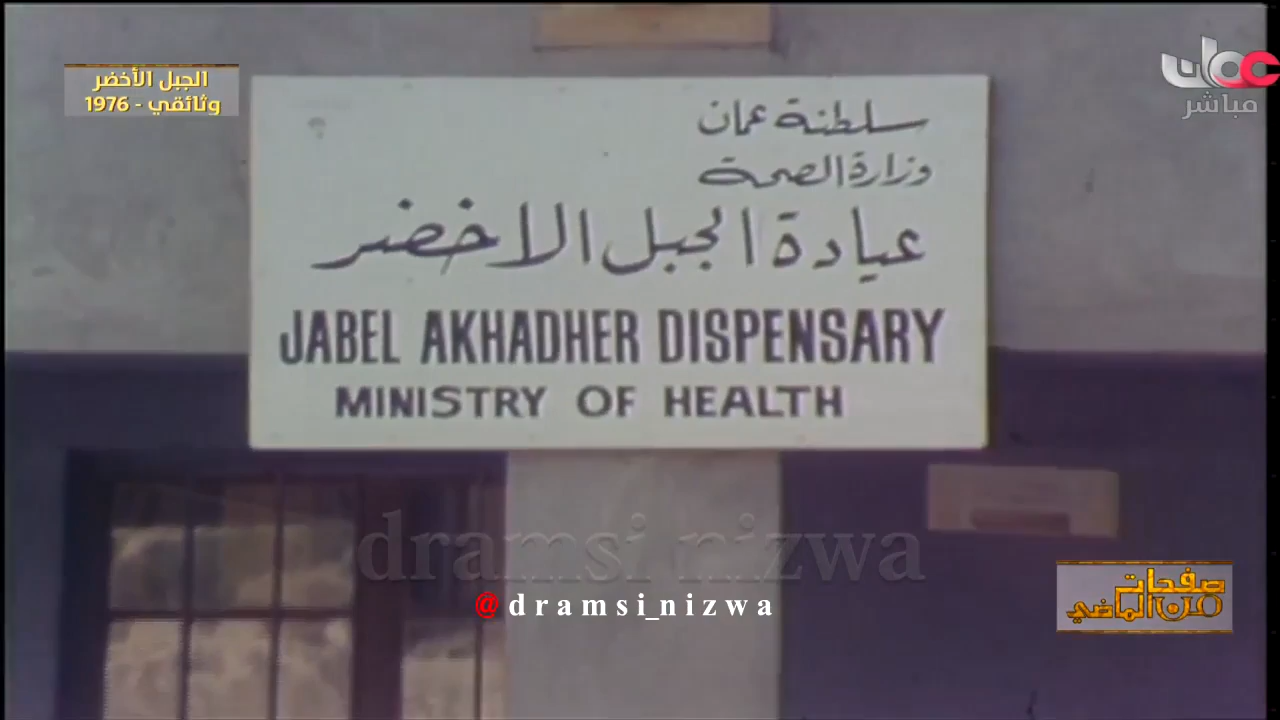 الجبل الأخضر
وثائقي - 1976
عمان
مباشر
سلطنة عمان
وزارة الصحة
عيادة الجبل الاخضر
JABEL AKHADHER DISPENSARY
MINISTRY OF HEALTH
dramsi nizwa
@dramsi_nizwa
صفحات
من الماضي